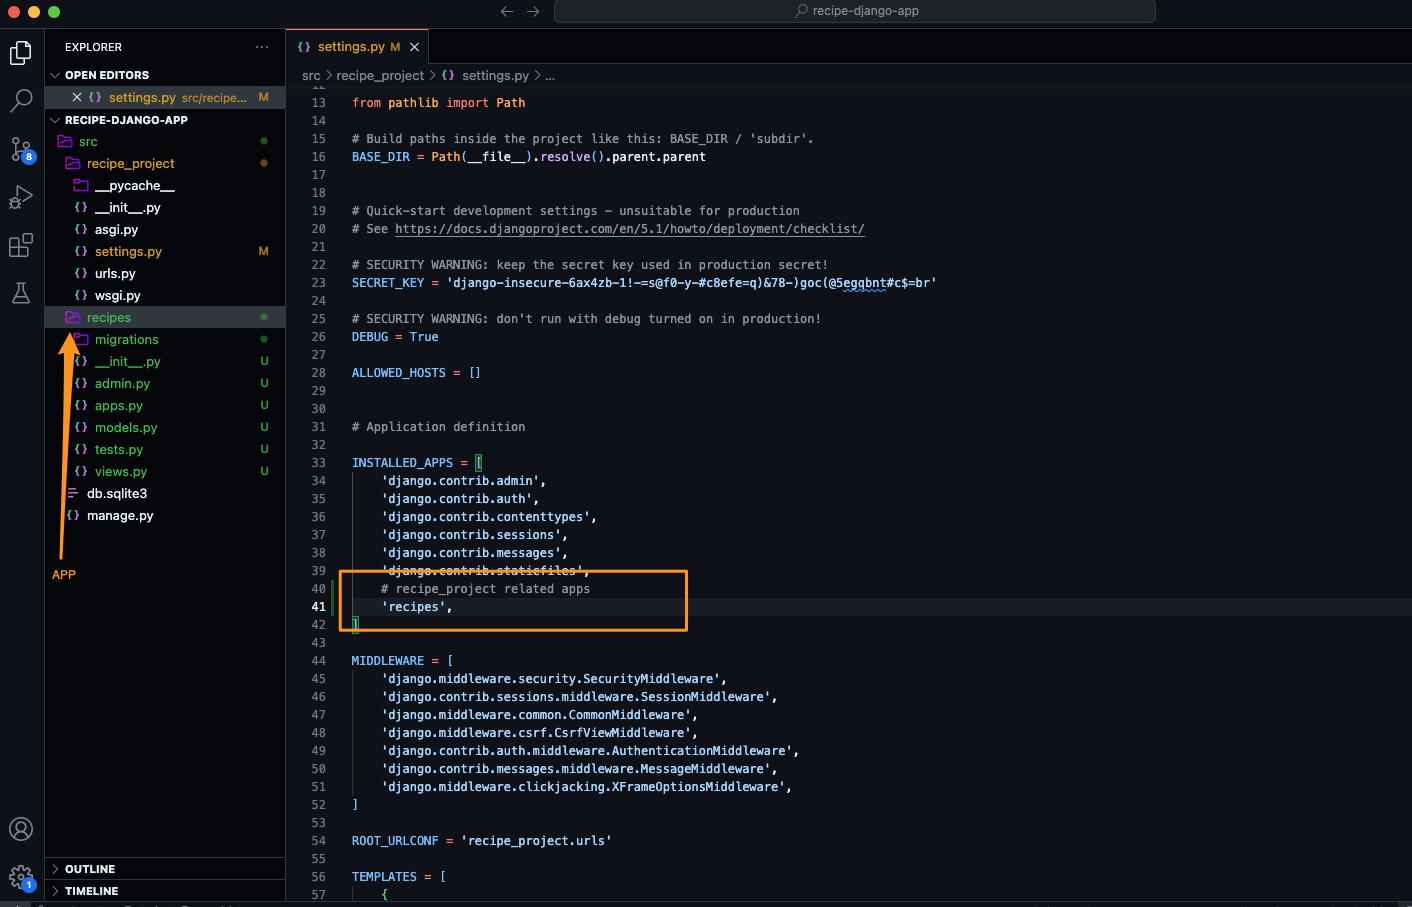 recipe-django-app
EXPLORER
OPEN EDITORS
settings.py src/recipe... M
RECIPE-DJANGO-APP
src
recipe_project
__pycache__
__init__.py
asgi.py
settings.py M
urls.py
wsgi.py
recipes
migrations
__init__.py U
admin.py U
apps.py U
models.py U
tests.py U
views.py U
db.sqlite3
manage.py
APP
OUTLINE
TIMELINE
8
1
settings.py M
src > recipe_project > settings.py > ...
12
13 from pathlib import Path
14
15 # Build paths inside the project like this: BASE_DIR / 'subdir'.
16 BASE_DIR = Path(__file__).resolve().parent.parent
17
18
19 # Quick-start development settings - unsuitable for production
20 # See https://docs.djangoproject.com/en/5.1/howto/deployment/checklist/
21
22 # SECURITY WARNING: keep the secret key used in production secret!
23 SECRET_KEY = 'django-insecure-6ax4zb-1!-=s@f0-y-#c8efe=q)&78-)goc(@5egqbnt#c$=br'
24
25 # SECURITY WARNING: don't run with debug turned on in production!
26 DEBUG = True
27
28 ALLOWED_HOSTS = []
29
30
31 # Application definition
32
33 INSTALLED_APPS = [
34 'django.contrib.admin',
35 'django.contrib.auth',
36 'django.contrib.contenttypes',
37 'django.contrib.sessions',
38 'django.contrib.messages',
39 'django.contrib.staticfiles',
40 # recipe_project related apps
41 'recipes',
42 ]
43
44 MIDDLEWARE = [
45 'django.middleware.security.SecurityMiddleware',
46 'django.contrib.sessions.middleware.SessionMiddleware',
47 'django.middleware.common.CommonMiddleware',
48 'django.middleware.csrf.CsrfViewMiddleware',
49 'django.contrib.auth.middleware.AuthenticationMiddleware',
50 'django.contrib.messages.middleware.MessageMiddleware',
51 'django.middleware.clickjacking.XFrameOptionsMiddleware',
52 ]
53
54 ROOT_URLCONF = 'recipe_project.urls'
55
56 TEMPLATES = [
57 {